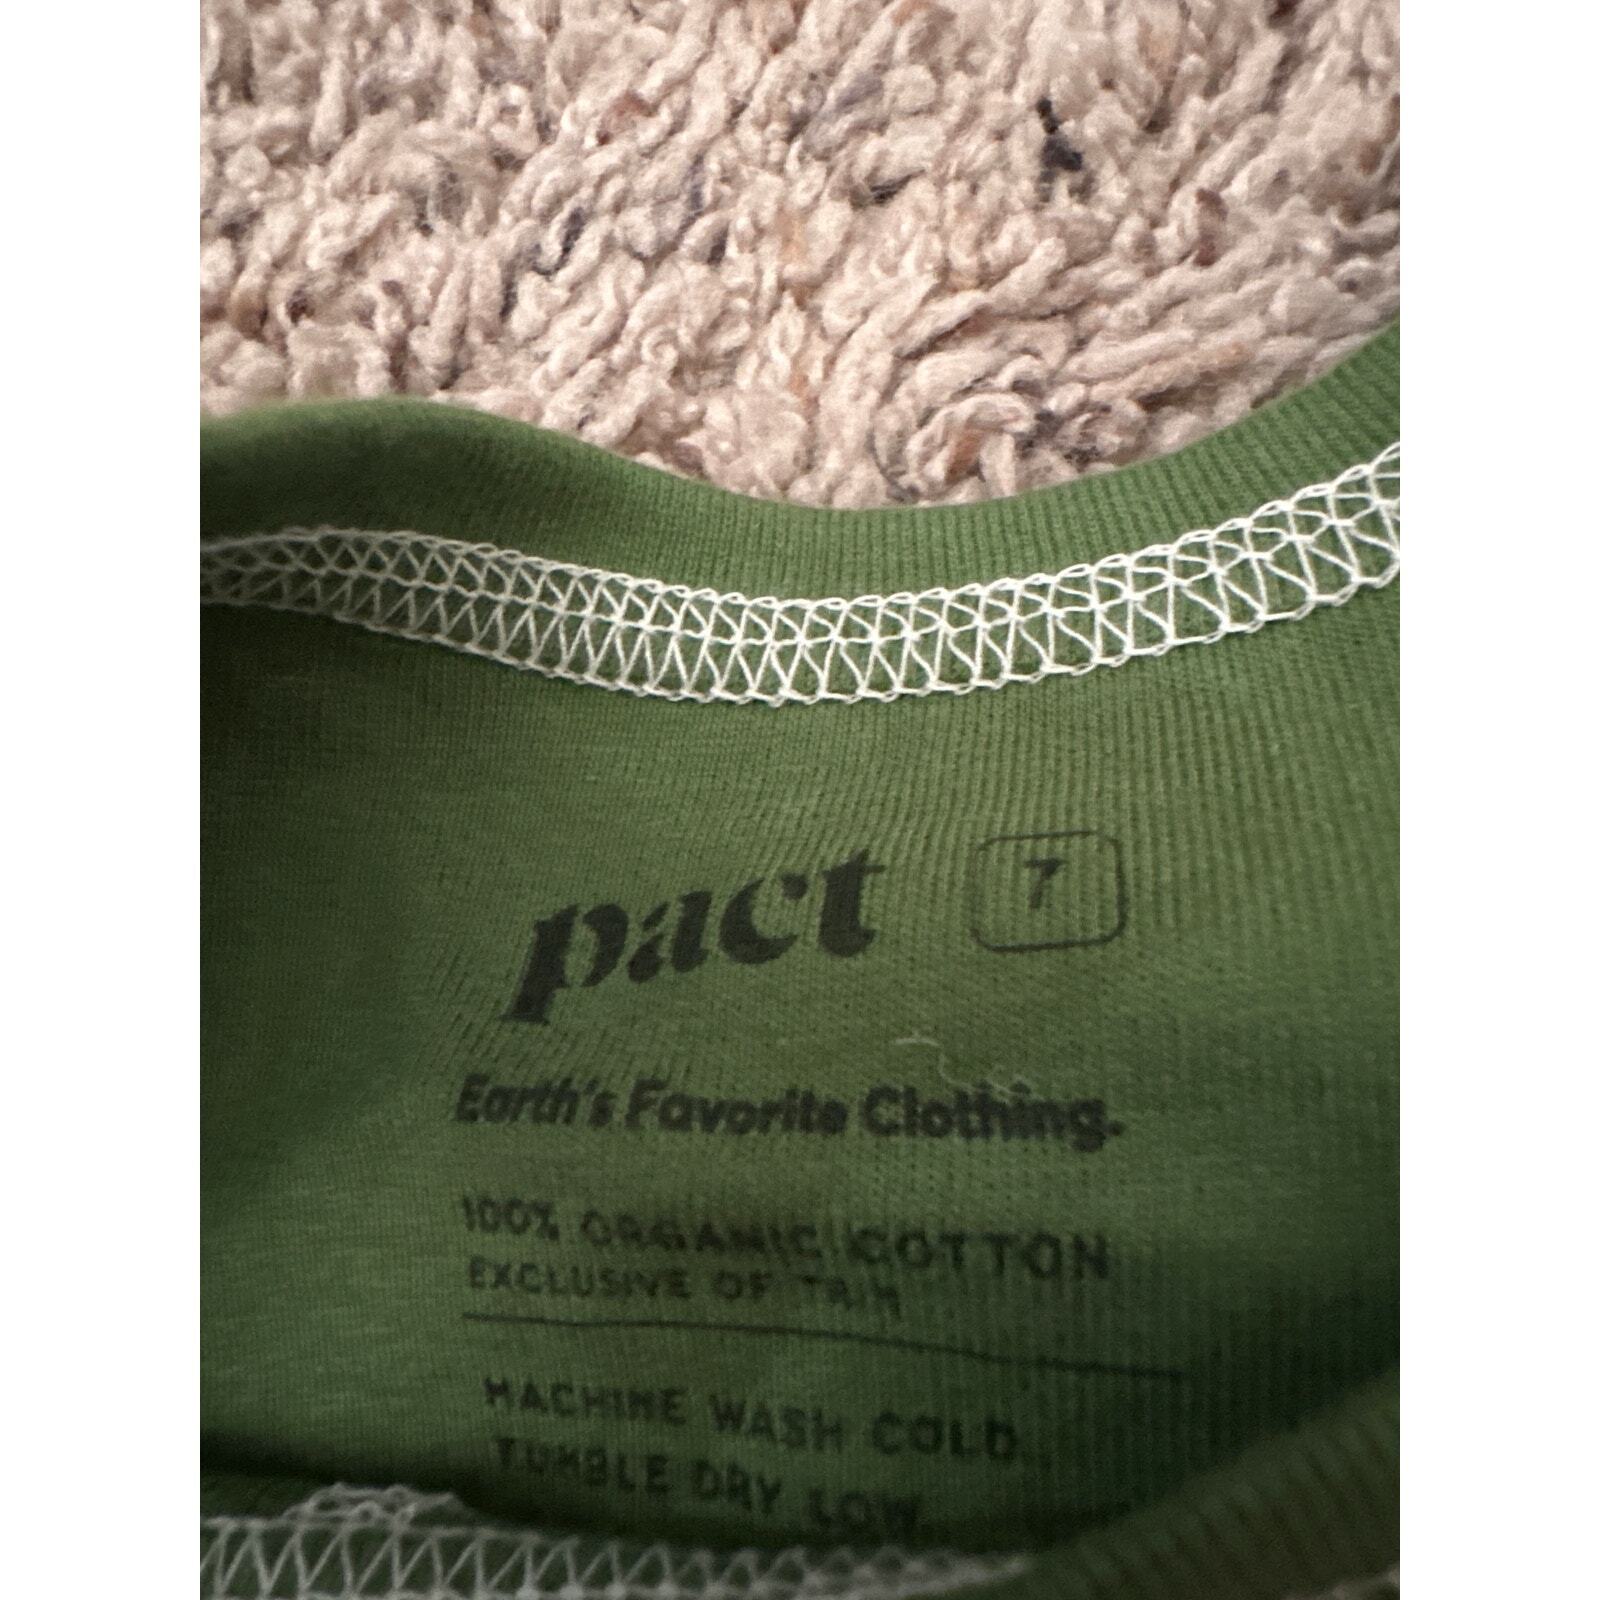 pact 7
Earth's Favorite Clothing.
100% ORGANIC COTTON
EXCLUSIVE OF TRIM
MACHINE WASH COLD
TUMBLE DRY LOW